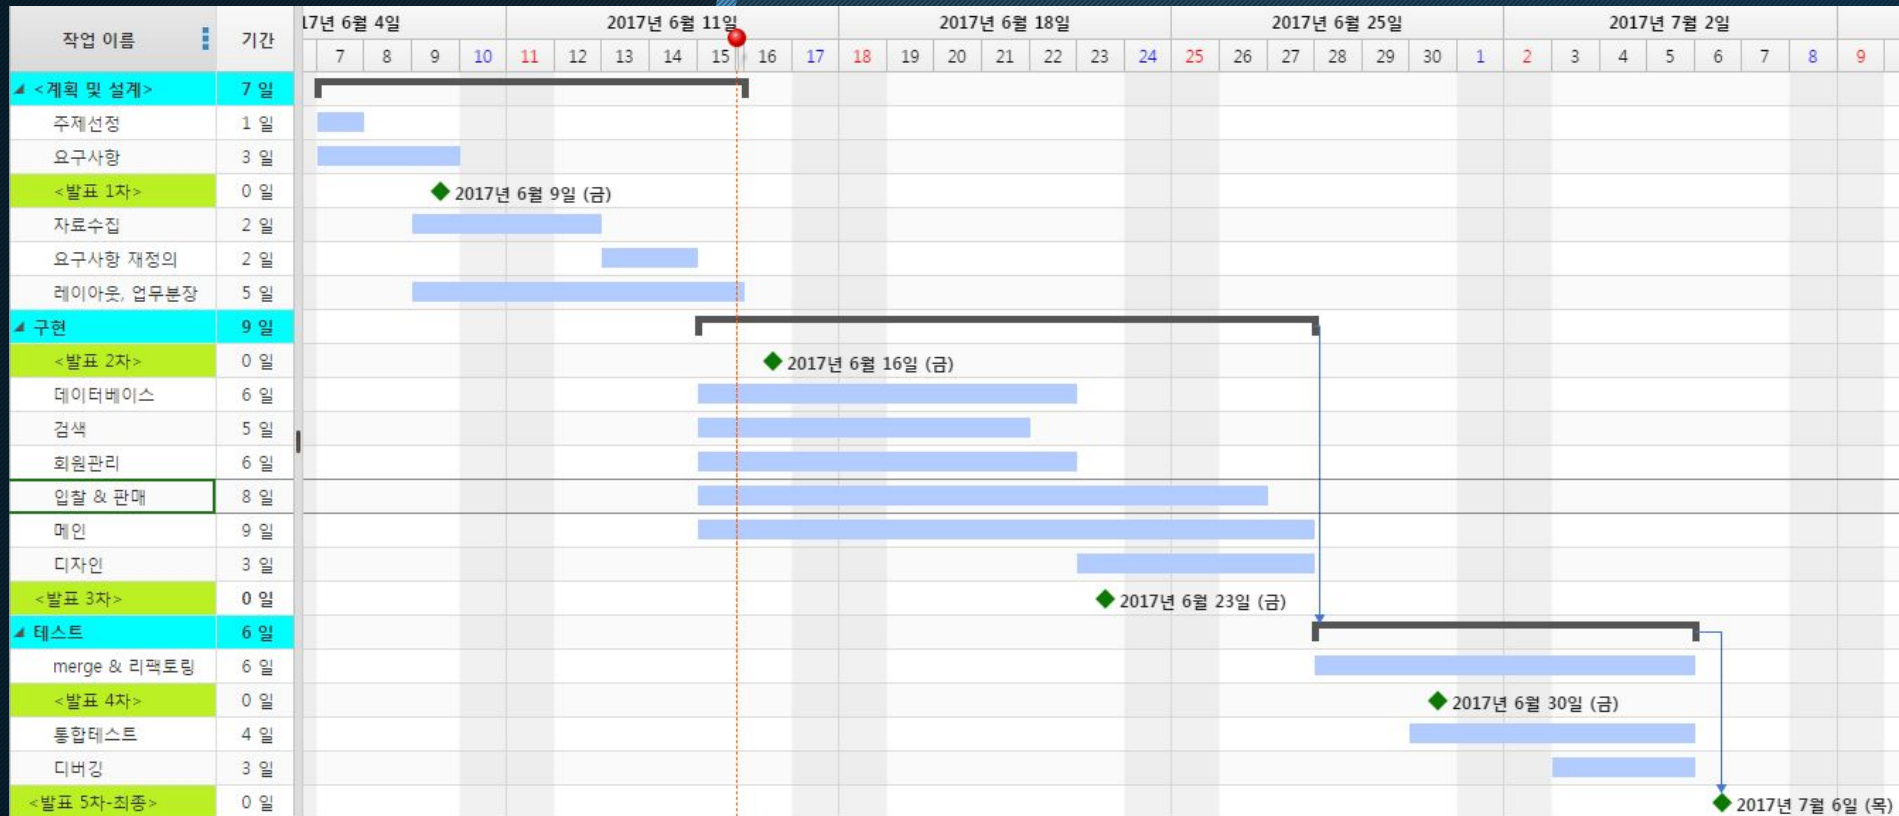 작업 이름 기간
17년 6월 4일 2017년 6월 11일 2017년 6월 18일 2017년 6월 25일 2017년 7월 2일
7 8 9 10 11 12 13 14 15 16 17 18 19 20 21 22 23 24 25 26 27 28 29 30 1 2 3 4 5 6 7 8 9
<계획 및 설계> 7 일
주제선정 1 일
요구사항 3 일
<발표 1차> 0 일 2017년 6월 9일 (금)
자료수집 2 일
요구사항 재정의 2 일
레이아웃, 업무분장 5 일
구현 9 일
<발표 2차> 0 일 2017년 6월 16일 (금)
데이터베이스 6 일
검색 5 일
회원관리 6 일
입찰 & 판매 8 일
메인 9 일
디자인 3 일
<발표 3차> 0 일 2017년 6월 23일 (금)
테스트 6 일
merge & 리팩토링 6 일
<발표 4차> 0 일 2017년 6월 30일 (금)
통합테스트 4 일
디버깅 3 일
<발표 5차-최종> 0 일 2017년 7월 6일 (목)